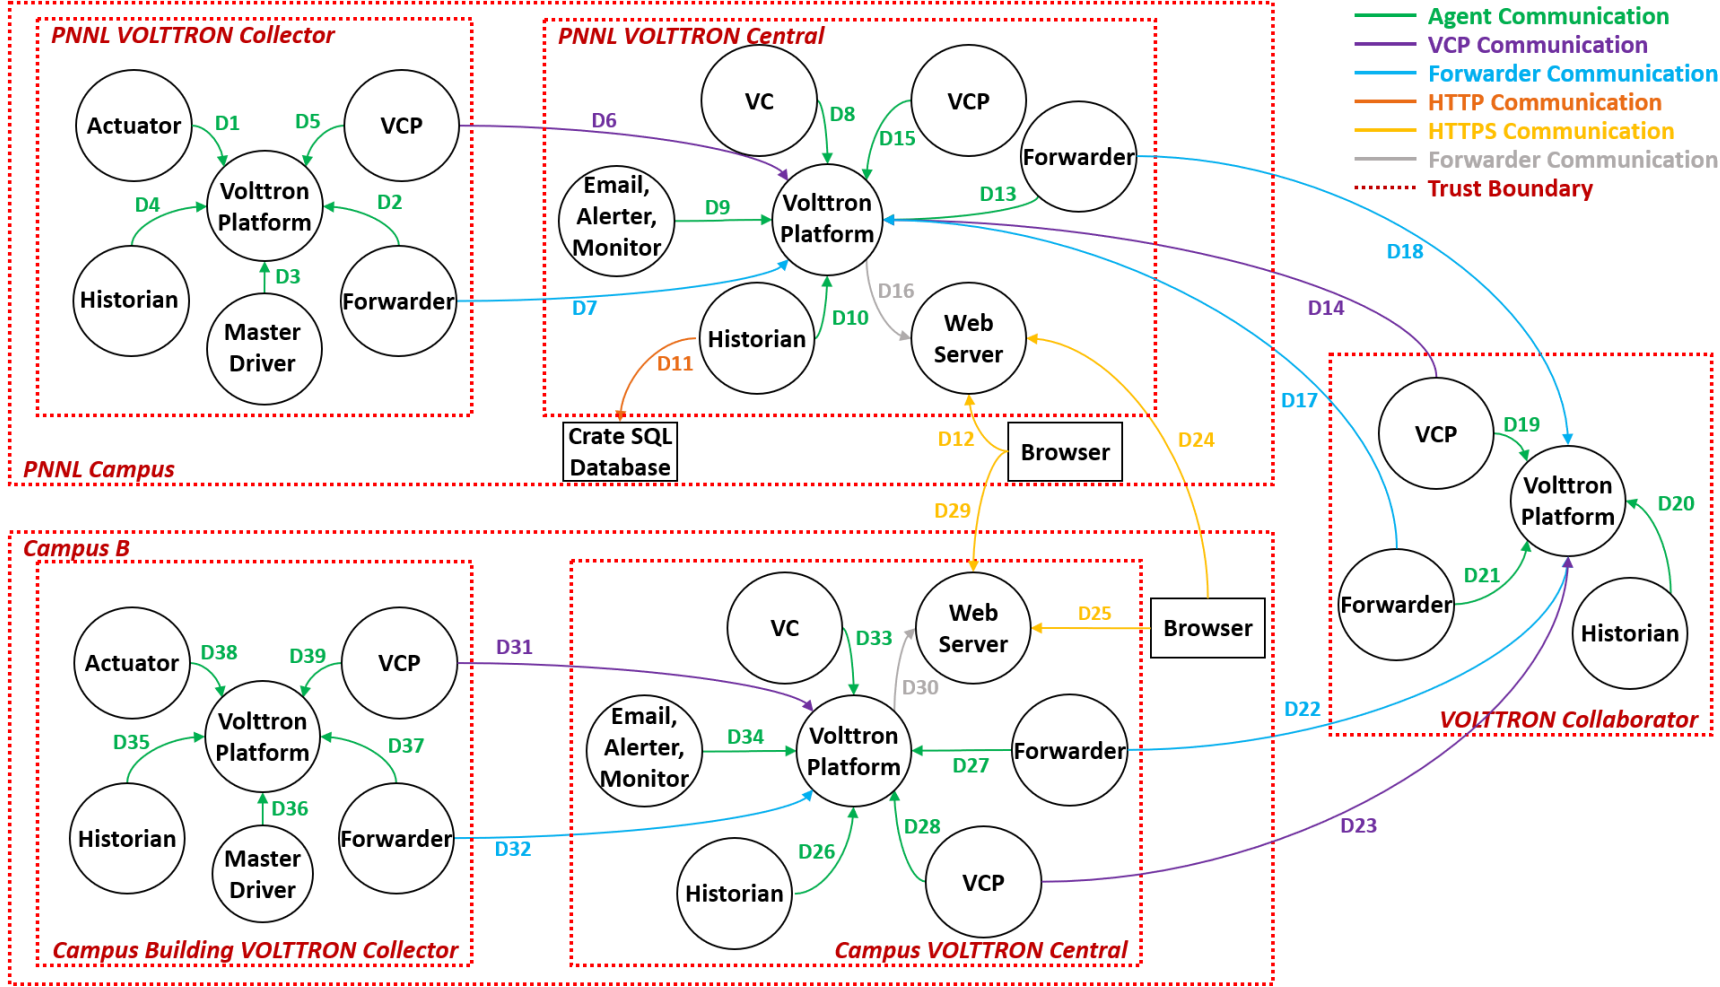 Agent Communication
VCP Communication
Forwarder Communication
HTTP Communication
HTTPS Communication
Forwarder Communication
Trust Boundary
PNNL VOLTTRON Collector
Actuator
D1
D5
VCP
Volttron
Platform
D4
D2
Historian
D3
Forwarder
Master
Driver
D6
D7
PNNL VOLTTRON Central
VC
D8
VCP
D15
Forwarder
Email,
Alerter,
Monitor
D9
Volttron
Platform
D13
D16
D10
Historian
D11
Web
Server
Crate SQL
Database
D12
Browser
D24
PNNL Campus
D18
D14
D17
D29
VCP
D19
Volttron
Platform
D20
D21
Forwarder
Historian
VOLTTRON Collaborator
D22
D23
Campus B
Actuator
D38
D39
VCP
Volttron
Platform
D35
D37
D36
Historian
Master
Driver
Forwarder
Campus Building VOLTTRON Collector
D31
D32
VC
D33
Web
Server
D25
Browser
D30
Email,
Alerter,
Monitor
D34
Volttron
Platform
D27
Forwarder
D26
D28
Historian
VCP
Campus VOLTTRON Central